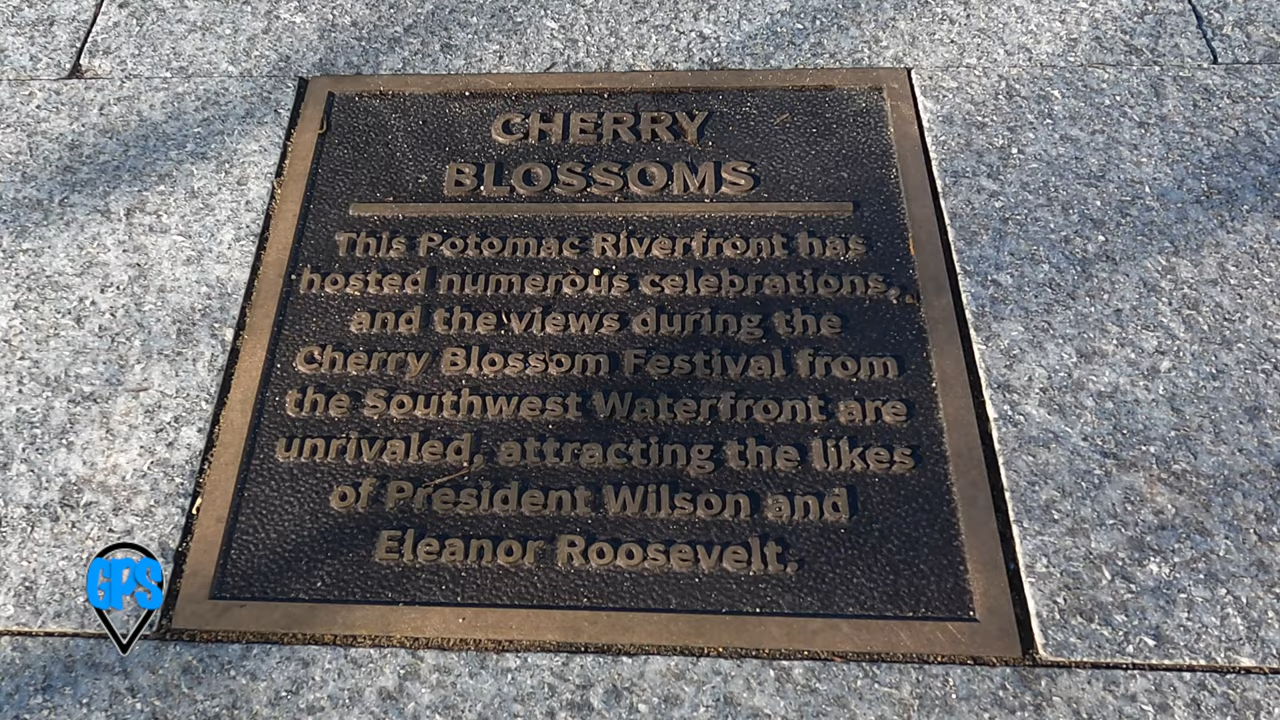 CHERRY
BLOSSOMS
This Potomac Riverfront has
hosted numerous celebrations,
and the views during the
Cherry Blossom Festival from
the Southwest Waterfront are
unrivaled, attracting the likes
of President Wilson and
Eleanor Roosevelt.
GPS